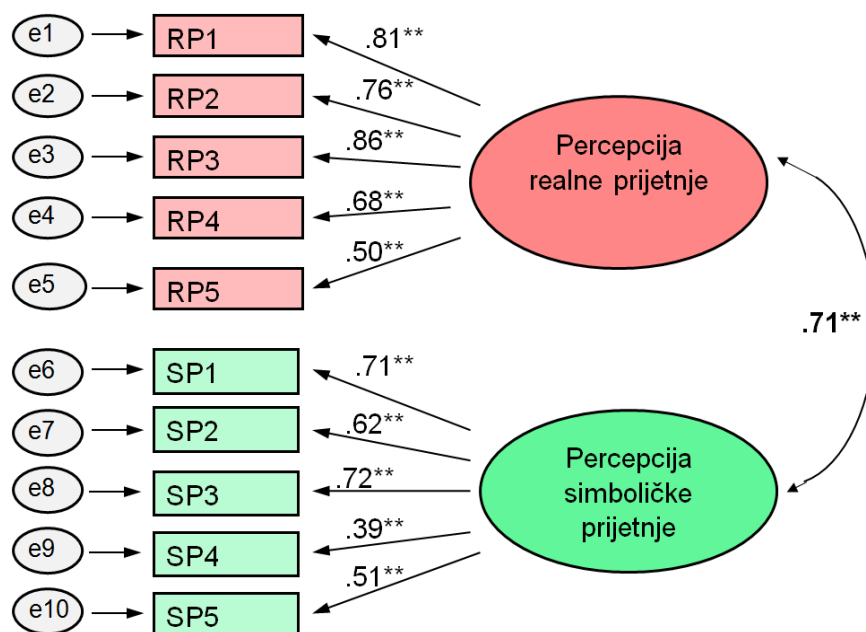 e1 RP1 .81**
e2 RP2 .76**
e3 RP3 .86**
e4 RP4 .68**
e5 RP5 .50**
Percepcija
realne prijetnje
.71**
e6 SP1 .71**
e7 SP2 .62**
e8 SP3 .72**
e9 SP4 .39**
e10 SP5 .51**
Percepcija
simboličke
prijetnje